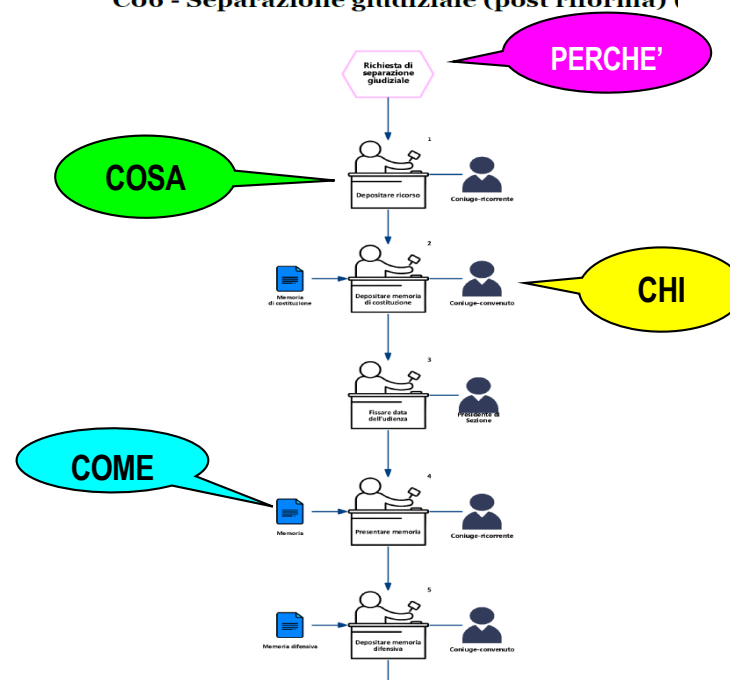 C06 - Separazione giudiziale (post riforma) (
PERCHE’
Richiesta di
separazione
giudiziale
1
COSA
Depositare ricorso
Coniuge-ricorrente
2
CHI
Memoria
di costituzione
Depositare memoria
di costituzione
Coniuge-convenuto
3
Fissare data
dell'udienza
Presidente di
Sezione
COME
4
Memoria
Presentare memoria
Coniuge-ricorrente
5
Memoria difensiva
Depositare memoria
difensiva
Coniuge-convenuto